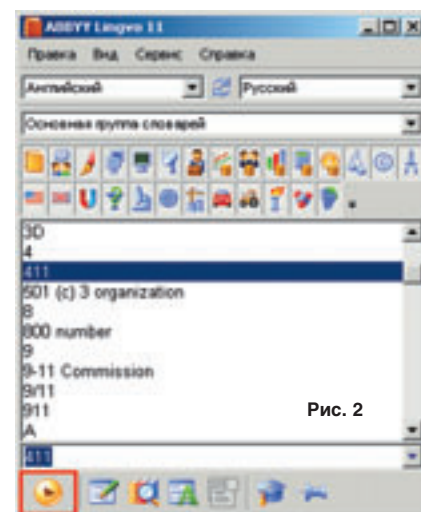 ABBYY Lingvo 11
Правка Вид Сервис Справка
Английский Русский
Основная группа словарей
3D
4
411
501 (c) 3 organization
8
800 number
9
9-11 Commission
9/11
911
A
Рис. 2
411